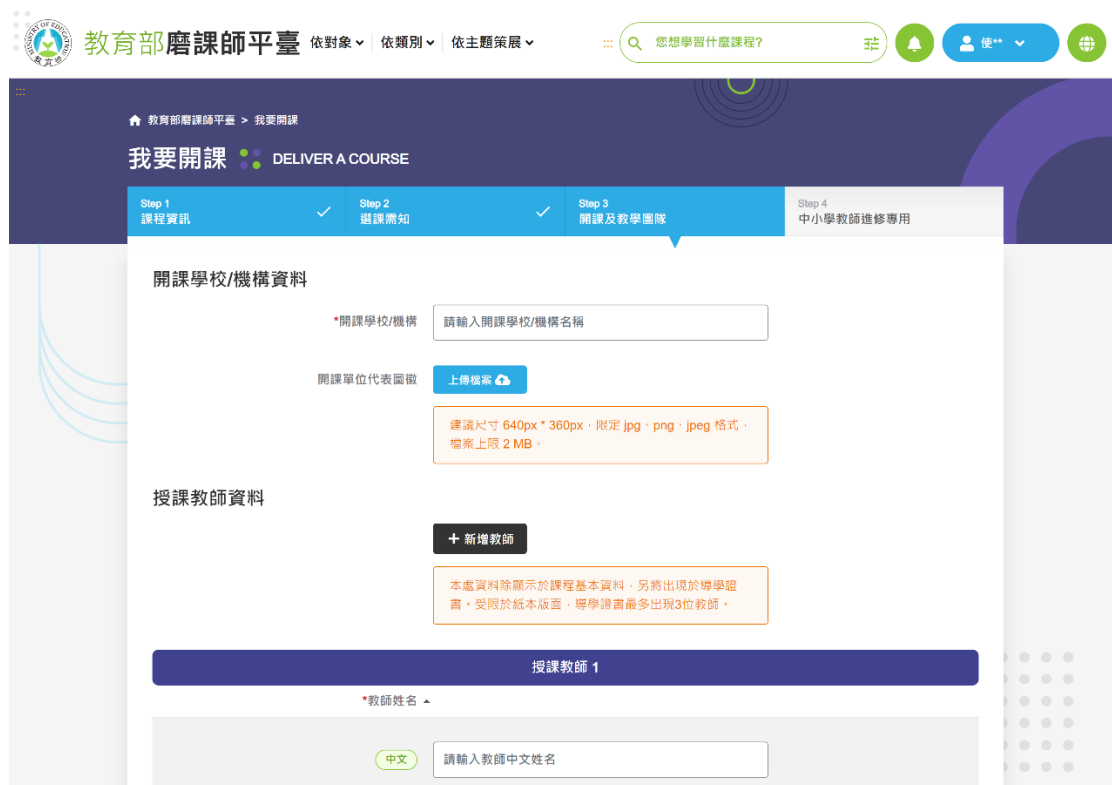 教育部磨課師平臺 依對象 依類別 依主題策展 ::: 您想學習什麼課程? 使**
:::
教育部磨課師平臺 > 我要開課
我要開課 DELIVER A COURSE
Step 1 Step 2 Step 3 Step 4
課程資訊 選課需知 開課及教學團隊 中小學教師進修專用
開課學校/機構資料
*開課學校/機構 請輸入開課學校/機構名稱
開課單位代表圖徽 上傳檔案
建議尺寸 640px * 360px，限定 jpg、png、jpeg 格式，
檔案上限 2 MB。
授課教師資料
新增教師
本處資料除顯示於課程基本資料，另將出現於導學證
書。受限於紙本版面，導學證書最多出現3位教師。
授課教師 1
*教師姓名
中文 請輸入教師中文姓名